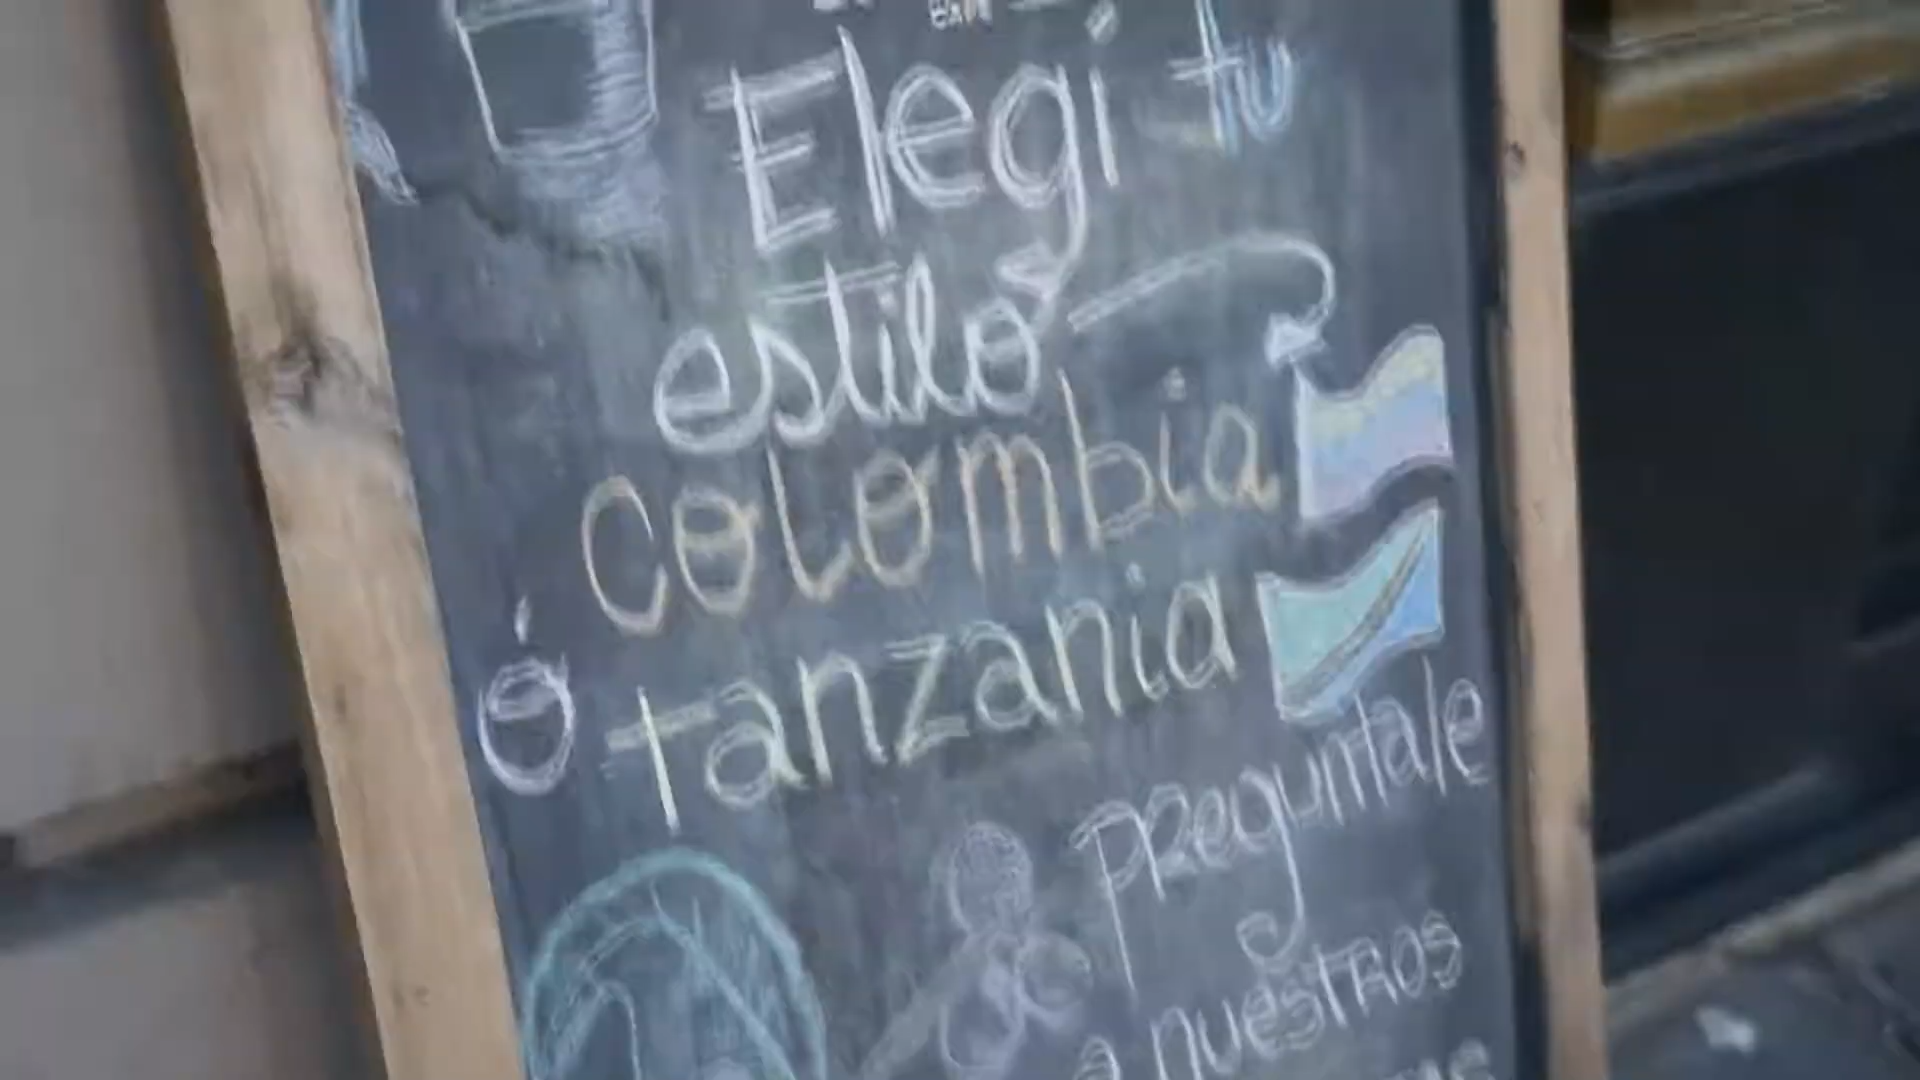 Elegi tu
estilo
Colombia
ó Tanzania
Preguntale
a nuestros